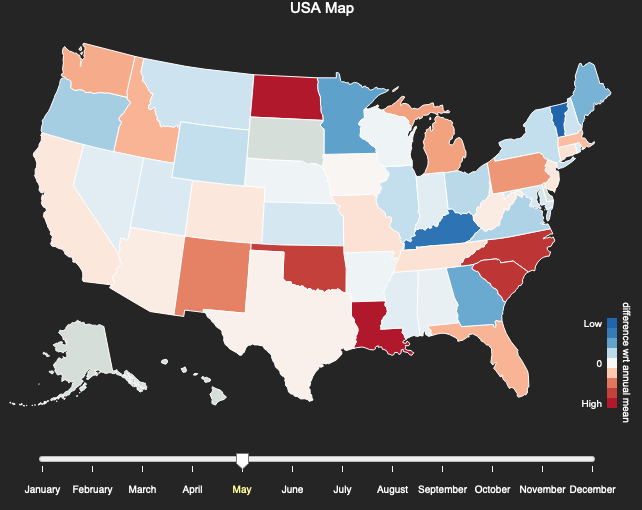 USA Map
Low
0
High
difference wrt annual mean
January February March April May June July August September October November December